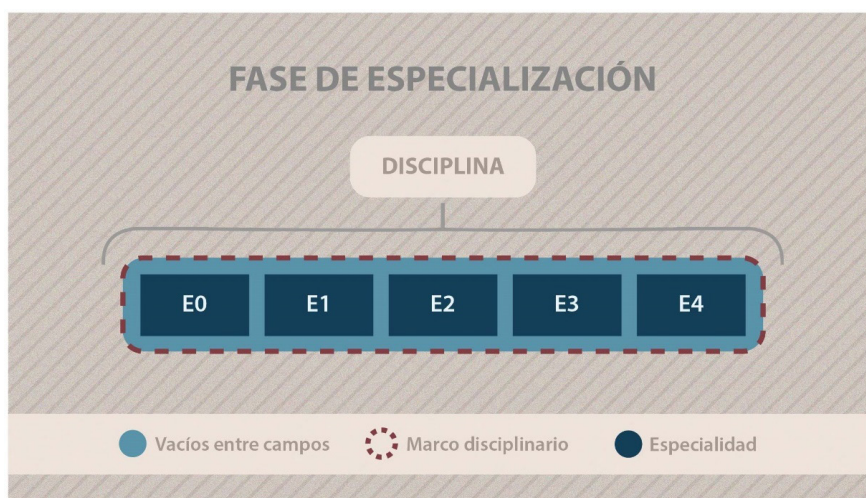 FASE DE ESPECIALIZACIÓN
DISCIPLINA
E0 E1 E2 E3 E4
Vacíos entre campos Marco disciplinario Especialidad